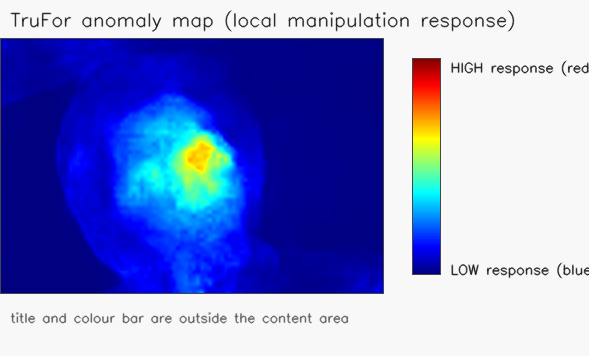 TruFor anomaly map (local manipulation response)
HIGH response (red
LOW response (blue
title and colour bar are outside the content area